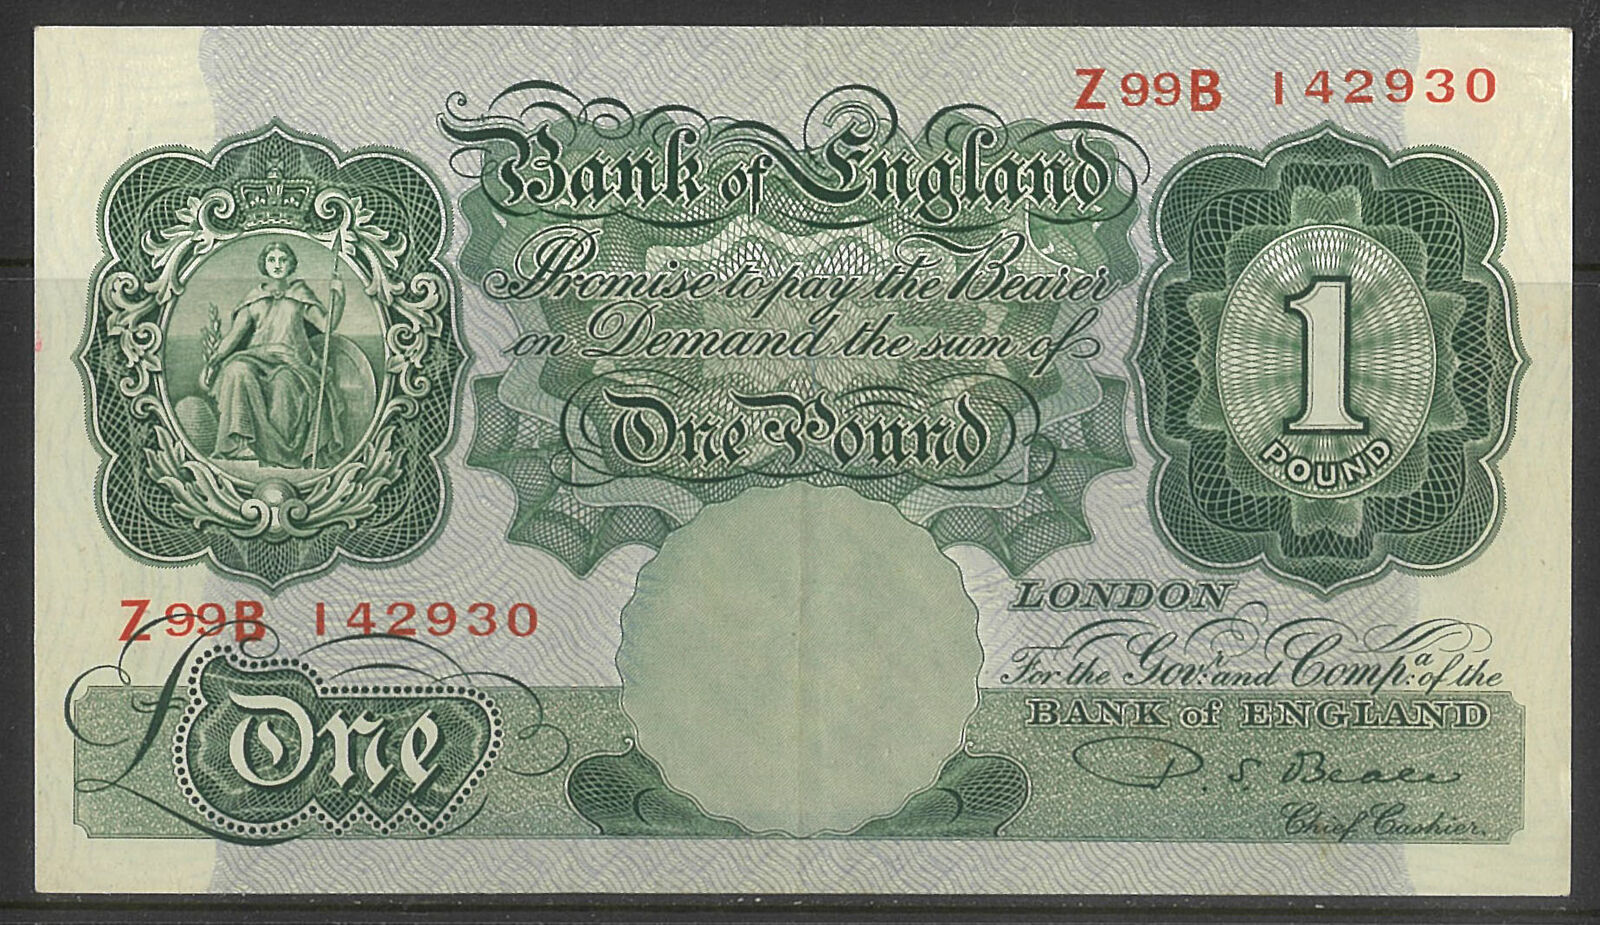 Z99B 142930
Bank of England
Promise to pay the Bearer
on Demand the sum of
One Pound
1
POUND
Z99B 142930
£One
LONDON
For the Govr. and Compa. of the
BANK of ENGLAND
P. S. Beale
Chief Cashier.